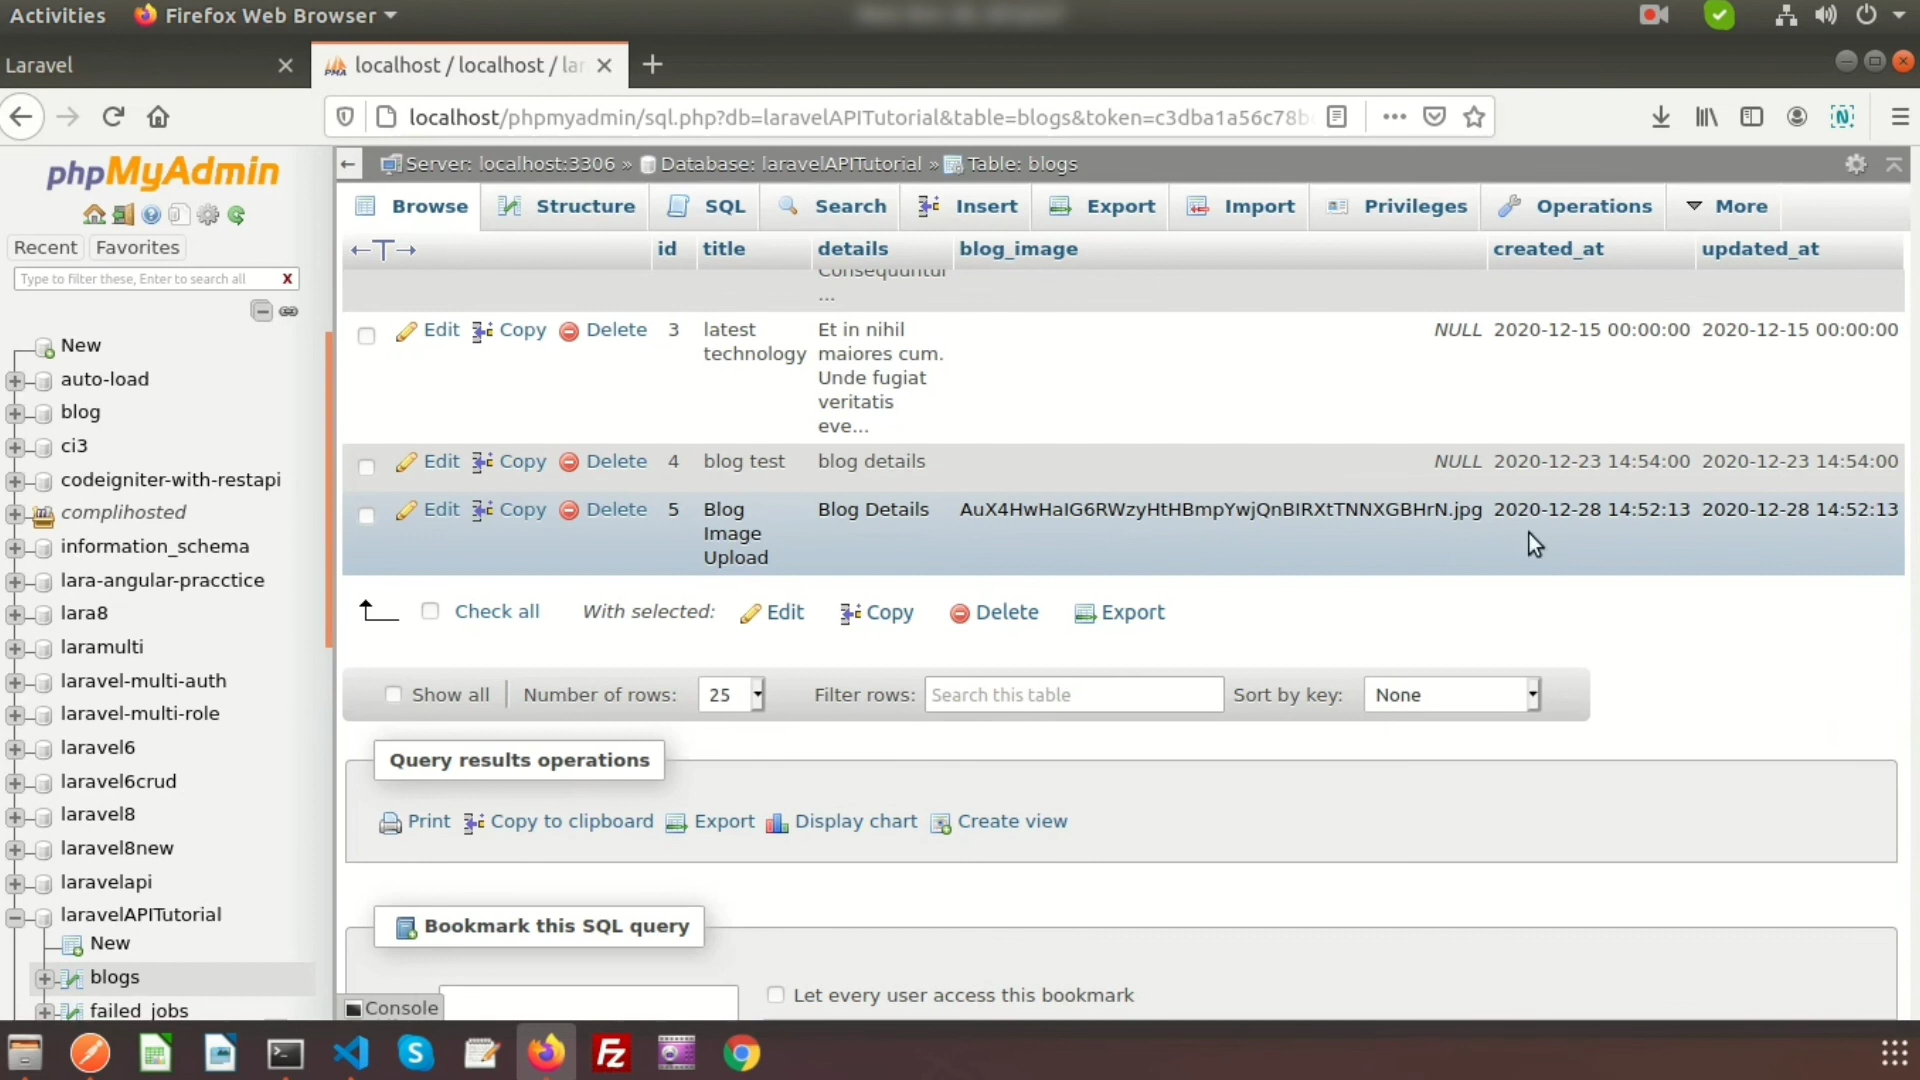 Activities Firefox Web Browser
Laravel localhost / localhost / lar
localhost/phpmyadmin/sql.php?db=laravelAPITutorial&table=blogs&token=c3dba1a56c78b
phpMyAdmin
Recent Favorites
Type to filter these, Enter to search all X
New
auto-load
blog
ci3
codeigniter-with-restapi
complihosted
information_schema
lara-angular-pracctice
lara8
laramulti
laravel-multi-auth
laravel-multi-role
laravel6
laravel6crud
laravel8
laravel8new
laravelapi
laravelAPITutorial
New
blogs
failed_jobs
Server: localhost:3306 » Database: laravelAPITutorial » Table: blogs
Browse Structure SQL Search Insert Export Import Privileges Operations More
←T→ id title details blog_image created_at updated_at
Consequuntur
...
Edit Copy Delete 3 latest technology Et in nihil maiores cum. Unde fugiat veritatis eve... NULL 2020-12-15 00:00:00 2020-12-15 00:00:00
Edit Copy Delete 4 blog test blog details NULL 2020-12-23 14:54:00 2020-12-23 14:54:00
Edit Copy Delete 5 Blog Image Upload Blog Details AuX4HwHaIG6RWzyHtHBmpYwjQnBIRXtTNNXGBHrN.jpg 2020-12-28 14:52:13 2020-12-28 14:52:13
Check all With selected: Edit Copy Delete Export
Show all Number of rows: 25 Filter rows: Search this table Sort by key: None
Query results operations
Print Copy to clipboard Export Display chart Create view
Bookmark this SQL query
Let every user access this bookmark
Console